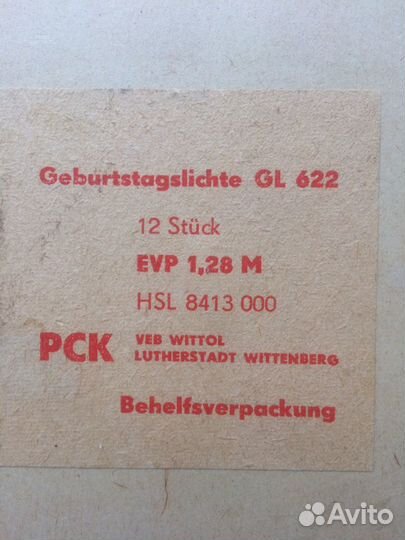 Geburtstagslichte GL 622
12 Stück
EVP 1,28 M
HSL 8413 000
PCK VEB WITTOL
LUTHERSTADT WITTENBERG
Behelfsverpackung
Avito